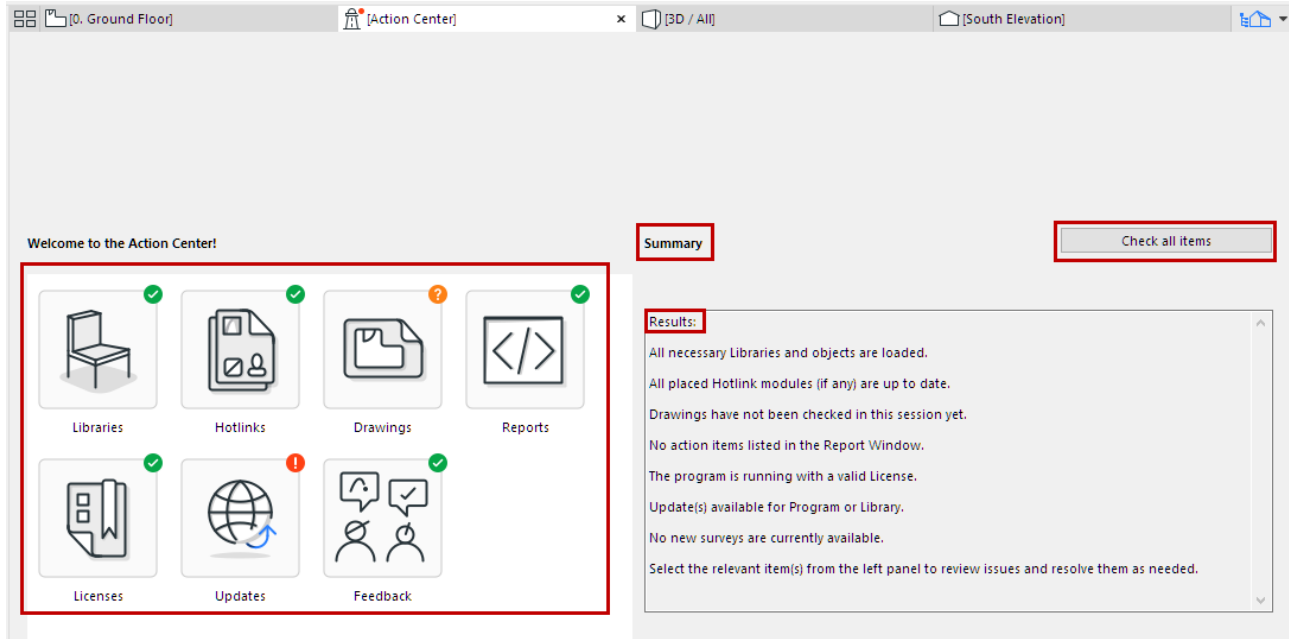 [0. Ground Floor]
[Action Center]
[3D / All]
[South Elevation]
Welcome to the Action Center!
Summary
Check all items
Libraries
Hotlinks
Drawings
Reports
Licenses
Updates
Feedback
Results:
All necessary Libraries and objects are loaded.
All placed Hotlink modules (if any) are up to date.
Drawings have not been checked in this session yet.
No action items listed in the Report Window.
The program is running with a valid License.
Update(s) available for Program or Library.
No new surveys are currently available.
Select the relevant item(s) from the left panel to review issues and resolve them as needed.